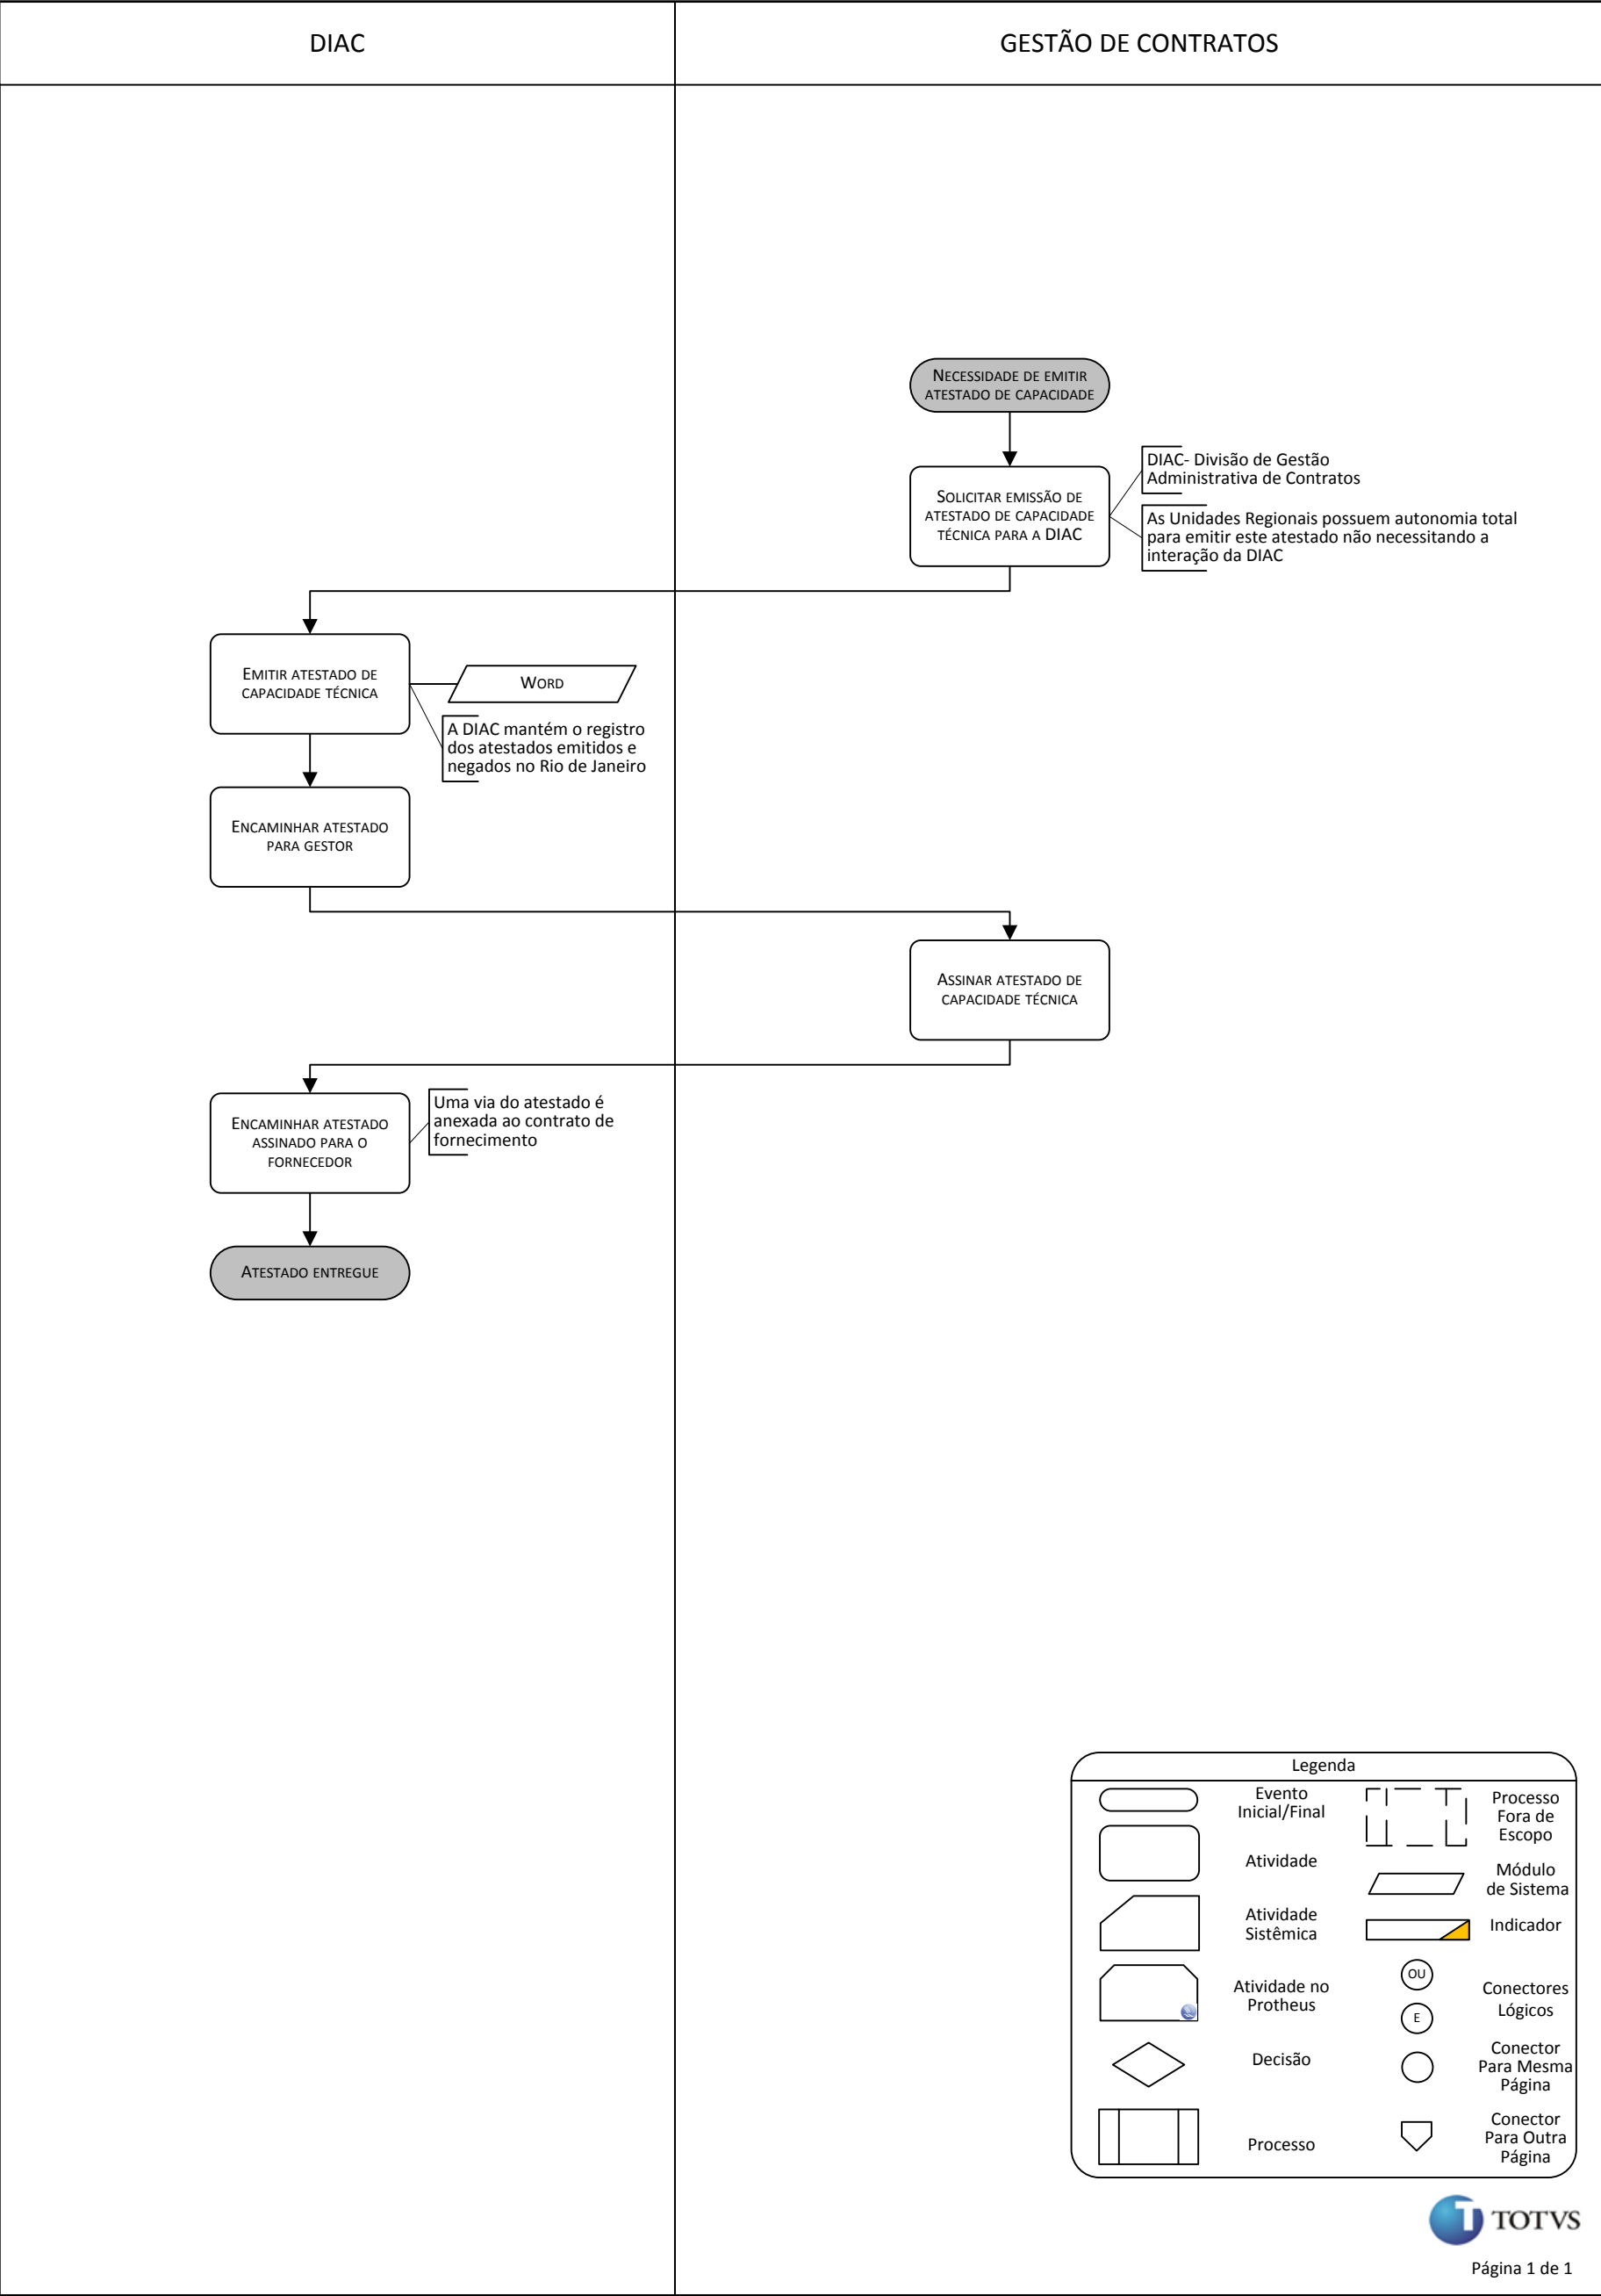 DIAC
GESTÃO DE CONTRATOS
NECESSIDADE DE EMITIR
ATESTADO DE CAPACIDADE
SOLICITAR EMISSÃO DE
ATESTADO DE CAPACIDADE
TÉCNICA PARA A DIAC
DIAC- Divisão de Gestão
Administrativa de Contratos
As Unidades Regionais possuem autonomia total
para emitir este atestado não necessitando a
interação da DIAC
EMITIR ATESTADO DE
CAPACIDADE TÉCNICA
WORD
A DIAC mantém o registro
dos atestados emitidos e
negados no Rio de Janeiro
ENCAMINHAR ATESTADO
PARA GESTOR
ASSINAR ATESTADO DE
CAPACIDADE TÉCNICA
ENCAMINHAR ATESTADO
ASSINADO PARA O
FORNECEDOR
Uma via do atestado é
anexada ao contrato de
fornecimento
ATESTADO ENTREGUE
Legenda
Evento
Inicial/Final
Atividade
Atividade
Sistêmica
Atividade no
Protheus
Decisão
Processo
Processo
Fora de
Escopo
Módulo
de Sistema
Indicador
OU
E
Conectores
Lógicos
Conector
Para Mesma
Página
Conector
Para Outra
Página
TOTVS
Página 1 de 1